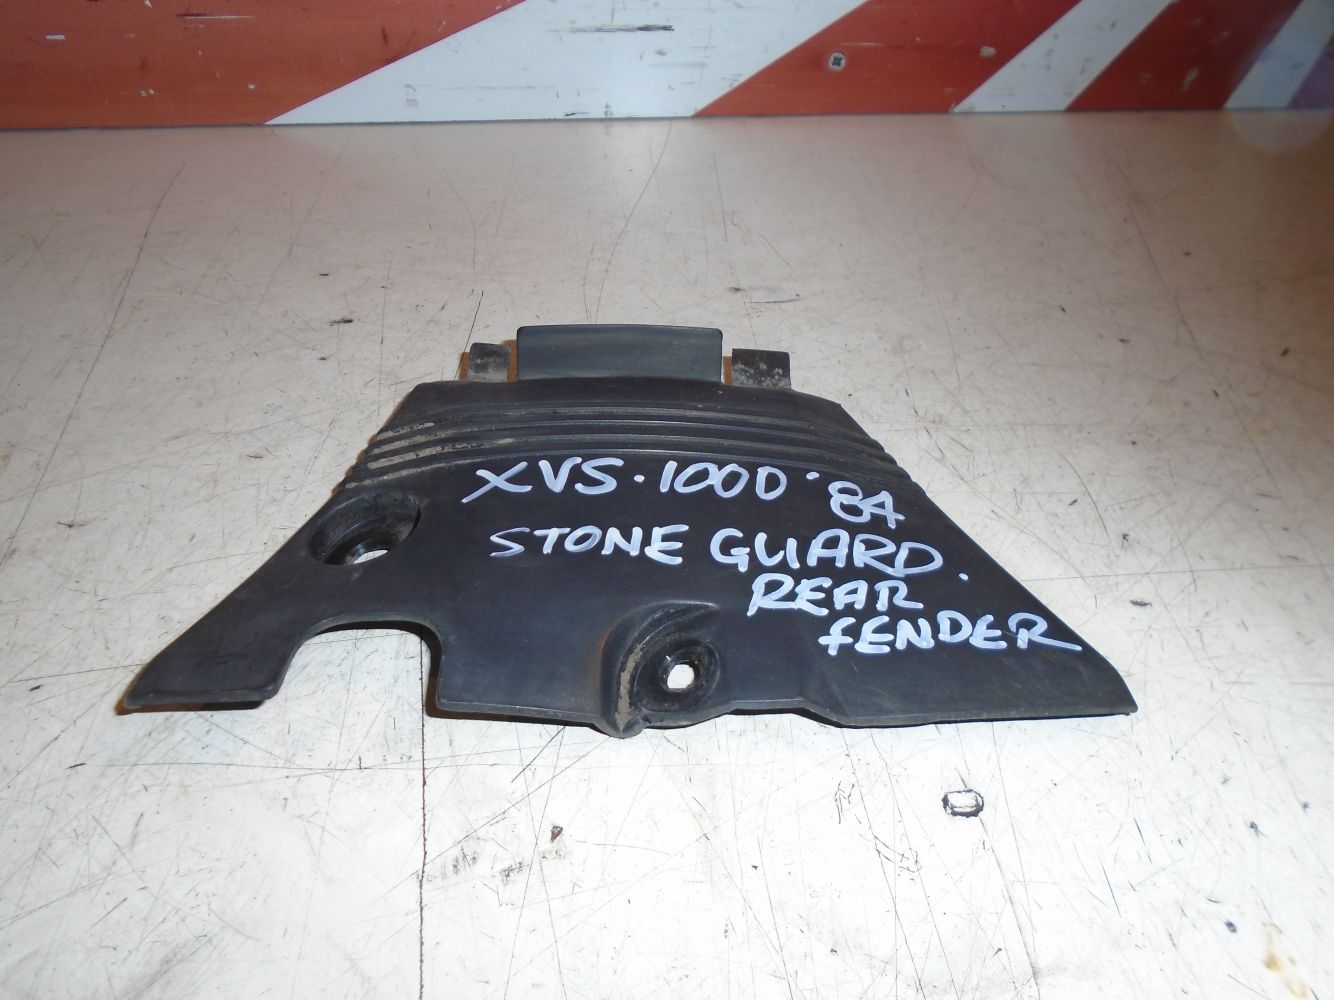 XVS.1000 '84
STONE GUARD.
REAR
fENDER